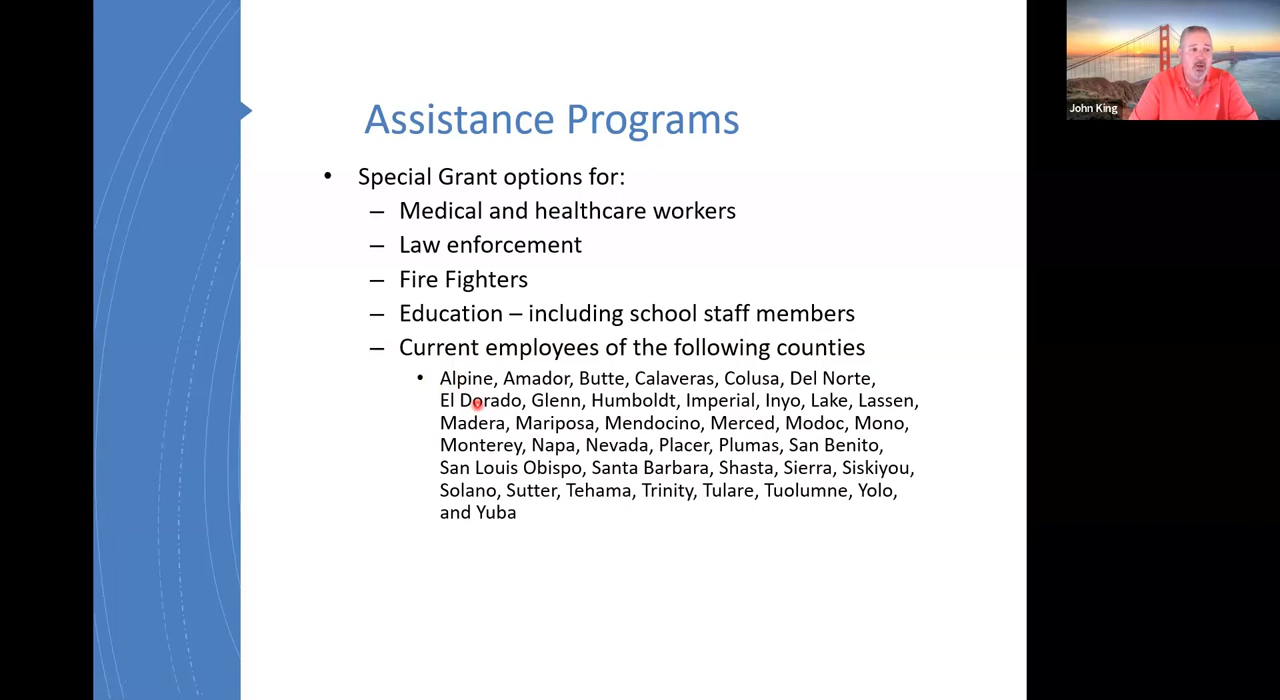 Assistance Programs
• Special Grant options for:
– Medical and healthcare workers
– Law enforcement
– Fire Fighters
– Education – including school staff members
– Current employees of the following counties
• Alpine, Amador, Butte, Calaveras, Colusa, Del Norte,
El Dorado, Glenn, Humboldt, Imperial, Inyo, Lake, Lassen,
Madera, Mariposa, Mendocino, Merced, Modoc, Mono,
Monterey, Napa, Nevada, Placer, Plumas, San Benito,
San Louis Obispo, Santa Barbara, Shasta, Sierra, Siskiyou,
Solano, Sutter, Tehama, Trinity, Tulare, Tuolumne, Yolo,
and Yuba
John King